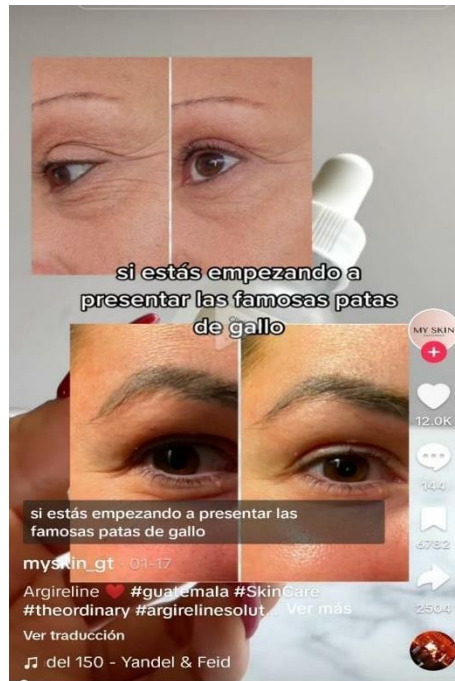 si estás empezando a
presentar las famosas patas
de gallo
MY SKIN
12.0K
144
si estás empezando a presentar las
famosas patas de gallo
6782
myskin_gt · 01-17
Argireline ❤️ #guatemala #SkinCare
#theordinary #argirelinesolut... Ver más
2504
Ver traducción
del 150 - Yandel & Feid